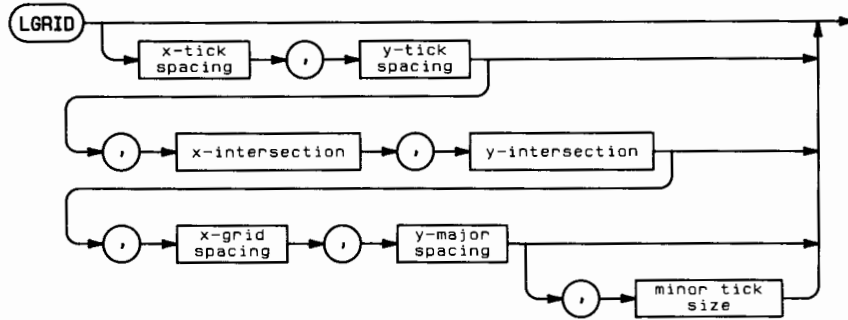 LGRID
x-tick
spacing
,
y-tick
spacing
,
x-intersection
,
y-intersection
,
x-grid
spacing
,
y-major
spacing
,
minor tick
size